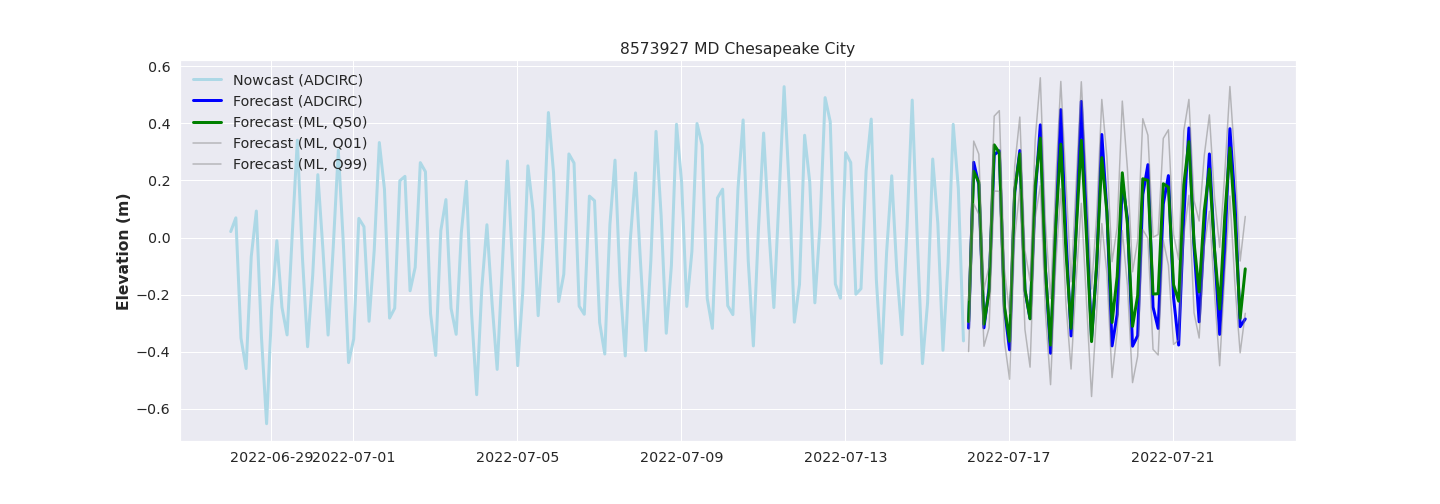 8573927 MD Chesapeake City
Elevation (m)
0.6
0.4
0.2
0.0
−0.2
−0.4
−0.6
Nowcast (ADCIRC)
Forecast (ADCIRC)
Forecast (ML, Q50)
Forecast (ML, Q01)
Forecast (ML, Q99)
2022-06-29 2022-07-01 2022-07-05 2022-07-09 2022-07-13 2022-07-17 2022-07-21